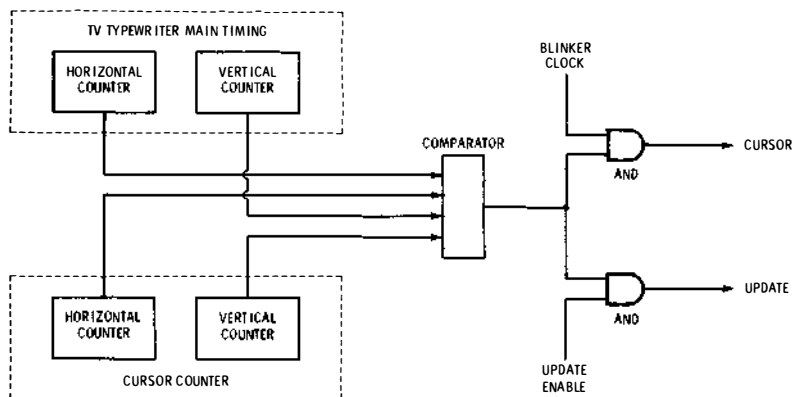 TV TYPEWRITER MAIN TIMING
HORIZONTAL
COUNTER
VERTICAL
COUNTER
BLINKER
CLOCK
COMPARATOR
CURSOR
AND
HORIZONTAL
COUNTER
VERTICAL
COUNTER
UPDATE
AND
CURSOR COUNTER
UPDATE
ENABLE